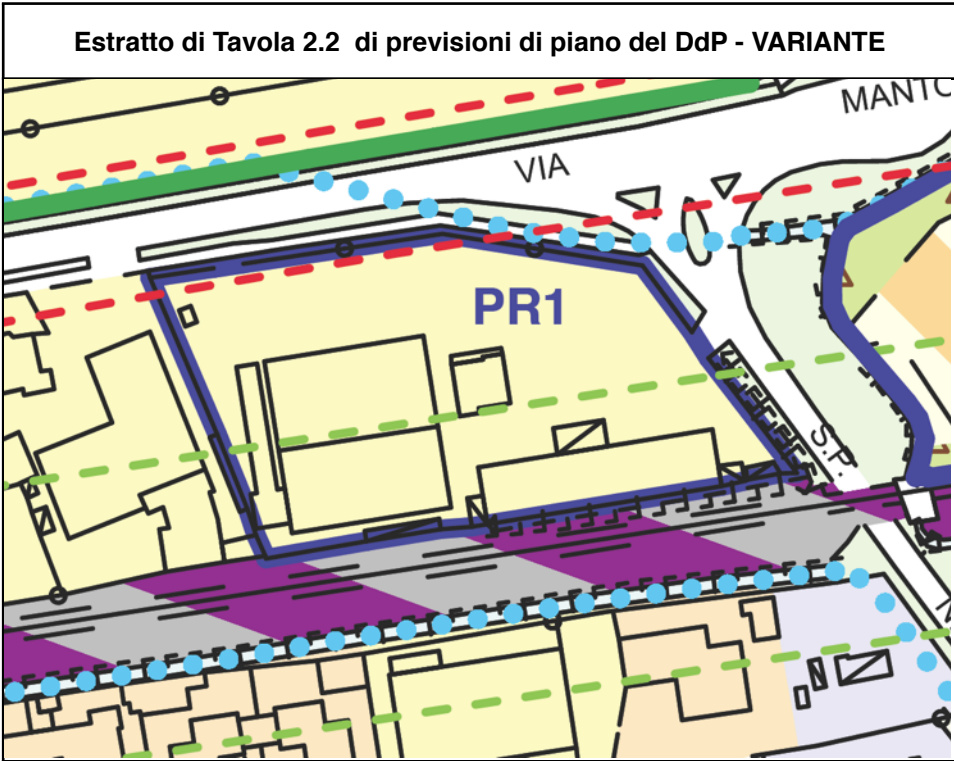 Estratto di Tavola 2.2 di previsioni di piano del DdP - VARIANTE
MANTO
VIA
PR1
S.P.